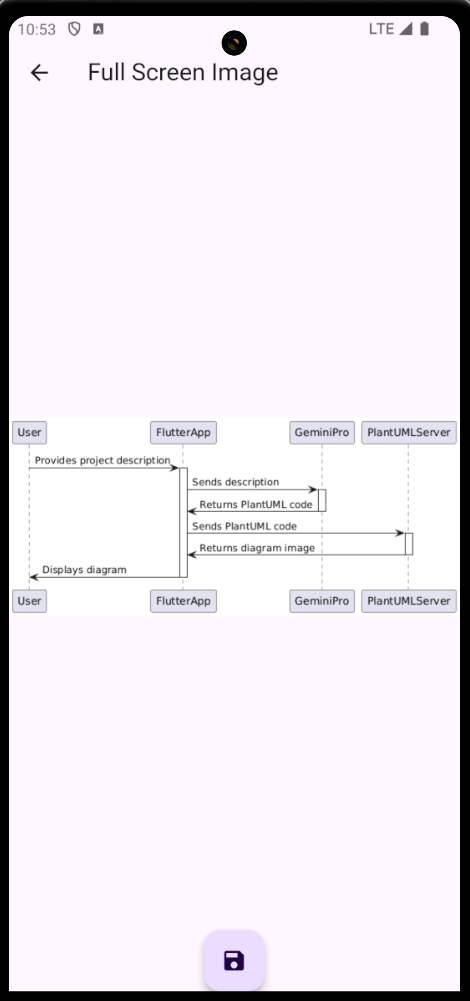 10:53
LTE
Full Screen Image
User FlutterApp GeminiPro PlantUMLServer
Provides project description
Sends description
Returns PlantUML code
Sends PlantUML code
Returns diagram image
Displays diagram
User FlutterApp GeminiPro PlantUMLServer